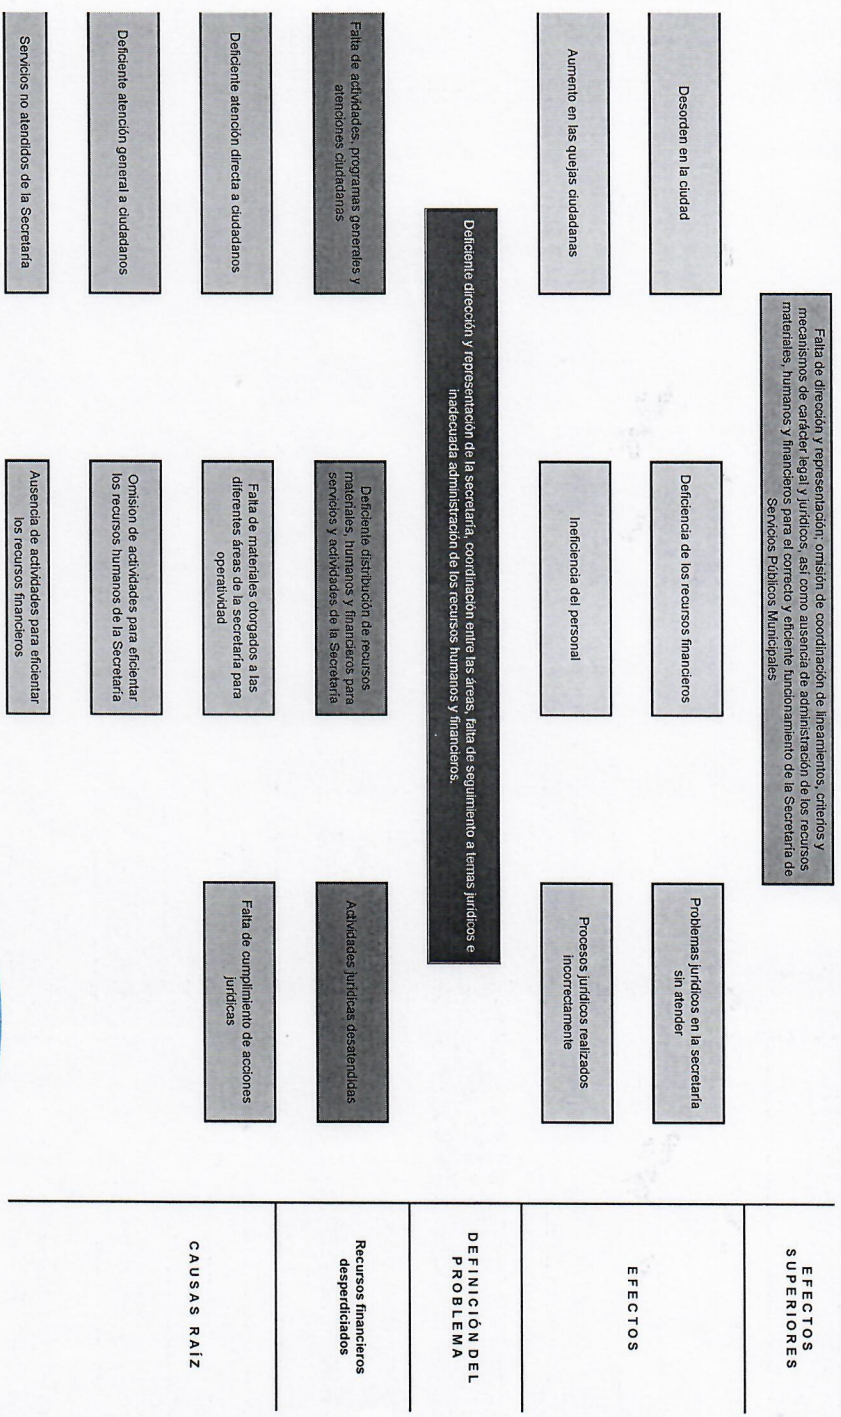 Falta de dirección y representación; omisión de coordinación de lineamientos, criterios y
mecanismos de carácter legal y jurídicos, así como ausencia de administración de los recursos
materiales, humanos y financieros para el correcto y eficiente funcionamiento de la Secretaría de
Servicios Públicos Municipales
EFECTOS
SUPERIORES
Desorden en la ciudad
Deficiencia de los recursos financieros
Problemas jurídicos en la secretaría
sin atender
EFECTOS
Aumento en las quejas ciudadanas
Ineficiencia del personal
Procesos jurídicos realizados
incorrectamente
Deficiente dirección y representación de la secretaría, coordinación entre las áreas, falta de seguimiento a temas jurídicos e
inadecuada administración de los recursos humanos y financieros.
DEFINICIÓN DEL
PROBLEMA
Falta de actividades, programas generales y
atenciones ciudadanas
Deficiente distribución de recursos
materiales, humanos y financieros para
servicios y actividades de la Secretaría
Actividades jurídicas desatendidas
Recursos financieros
desperdiciados
Deficiente atención directa a ciudadanos
Falta de materiales otorgados a las
diferentes áreas de la secretaría para
operatividad
Falta de cumplimiento de acciones
jurídicas
CAUSAS RAÍZ
Deficiente atención general a ciudadanos
Omisión de actividades para eficientar
los recursos humanos de la Secretaría
Servicios no atendidos de la Secretaría
Ausencia de actividades para eficientar
los recursos financieros